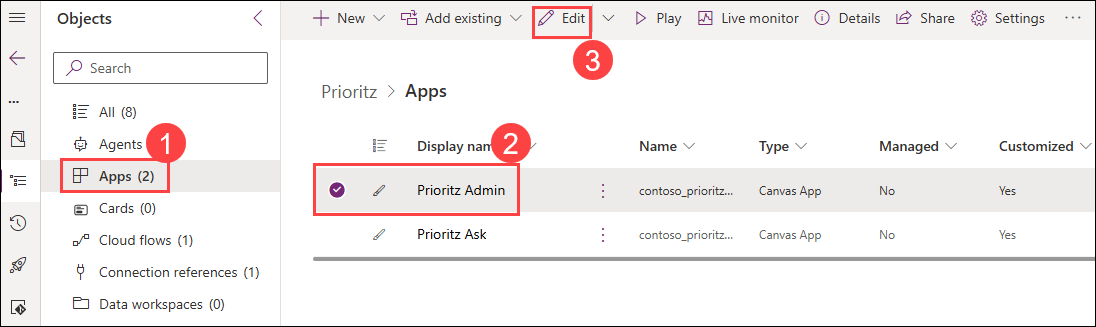 Objects
Search
All (8)
Agents
1
Apps (2)
Cards (0)
Cloud flows (1)
Connection references (1)
Data workspaces (0)
New Add existing Edit Play Live monitor Details Share Settings ...
3
Prioritz > Apps
2
Display Name Type Managed Customized
Prioritz Admin contoso_prioritz... Canvas App No Yes
Prioritz Ask contoso_prioritz... Canvas App No Yes